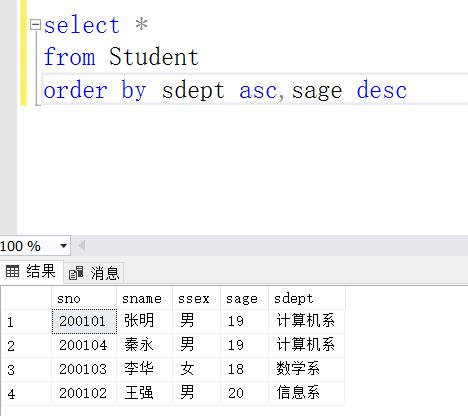 select *
from Student
order by sdept asc,sage desc
100 %
结果 消息
sno sname ssex sage sdept
1 200101 张明 男 19 计算机系
2 200104 秦永 男 19 计算机系
3 200103 李华 女 18 数学系
4 200102 王强 男 20 信息系